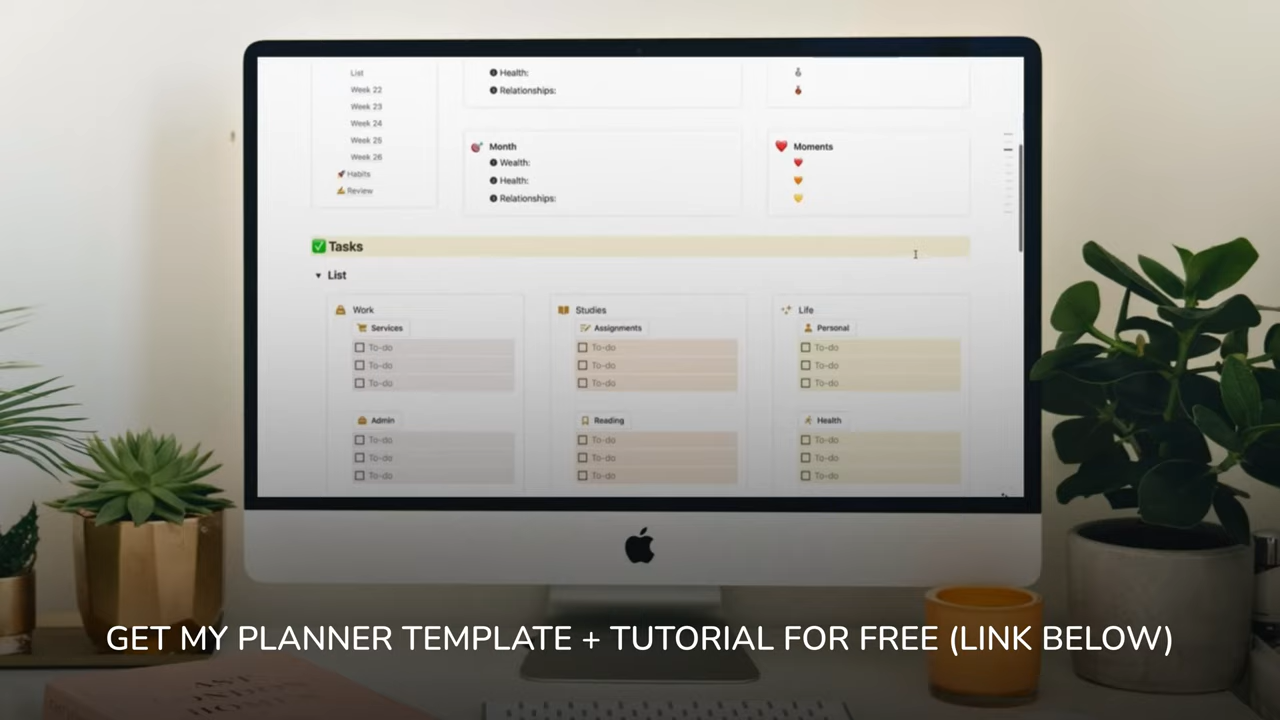 List
Week 22
Week 23
Week 24
Week 25
Week 26
Habits
Review
Health:
Relationships:
Month
Wealth:
Health:
Relationships:
Moments
Tasks
List
Work
Services
To-do
To-do
To-do
Admin
To-do
To-do
To-do
Studies
Assignments
To-do
To-do
To-do
Reading
To-do
To-do
To-do
Life
Personal
To-do
To-do
To-do
Health
To-do
To-do
To-do
GET MY PLANNER TEMPLATE + TUTORIAL FOR FREE (LINK BELOW)